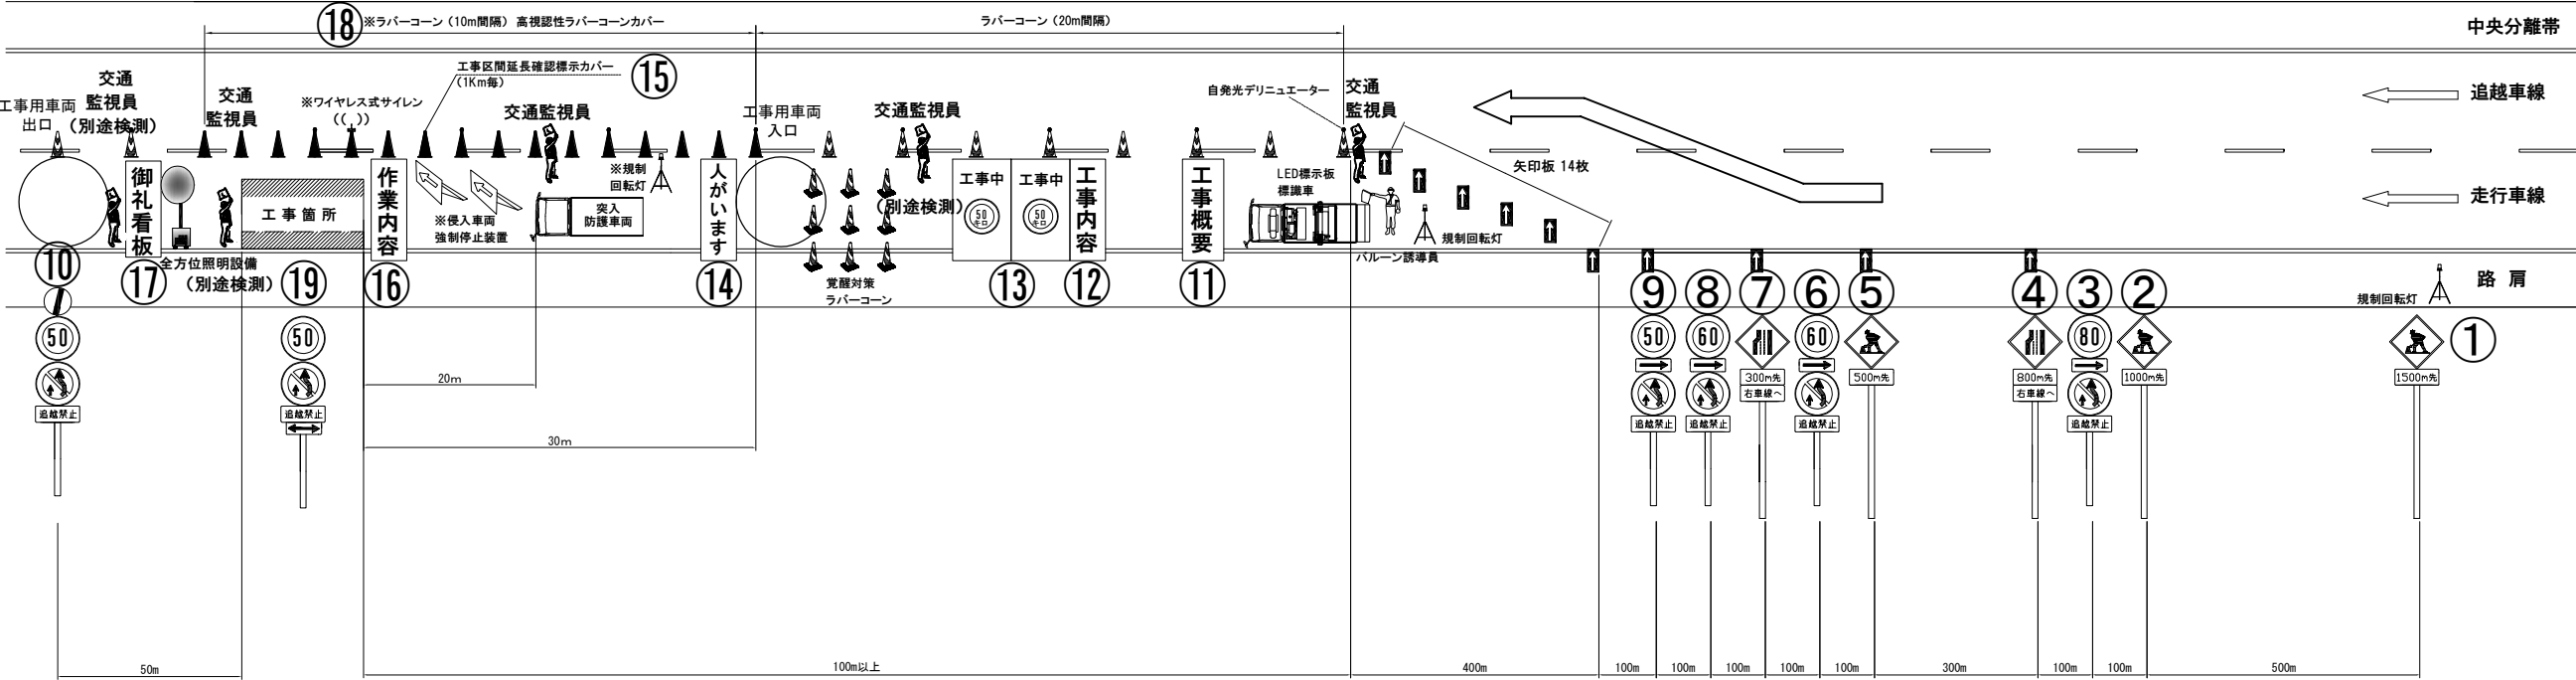 ⑱ ※ラバーコーン（10m間隔） 高視認性ラバーコーンカバー
ラバーコーン（20m間隔）
中央分離帯
工事用車両
出口
交通
監視員
（別途検測）
交通
監視員
※ワイヤレス式サイレン
((　))
工事区間延長確認標示カバー
（1Km毎）
⑮
交通監視員
工事用車両
入口
交通監視員
（別途検測）
自発光デリニュエーター
交通
監視員
追越車線
走行車線
矢印板 14枚
御礼看板
工事箇所
作業内容
※侵入車両
強制停止装置
※規制
回転灯
突入
防護車両
人がいます
工事中
50
キロ
工事中
50
キロ
工事内容
工事概要
LED標示板
標識車
規制回転灯
バルーン誘導員
覚醒対策
ラバーコーン
全方位照明設備
（別途検測）
路肩
規制回転灯
⑩
⑰
⑲
⑯
⑭
⑬
⑫
⑪
⑨
⑧
⑦
⑥
⑤
④
③
②
①
50
追越禁止
50
追越禁止
50
追越禁止
60
追越禁止
300m先
右車線へ
60
追越禁止
500m先
800m先
右車線へ
80
追越禁止
1000m先
1500m先
20m
30m
50m
100m以上
400m
100m
100m
100m
100m
100m
300m
100m
100m
500m